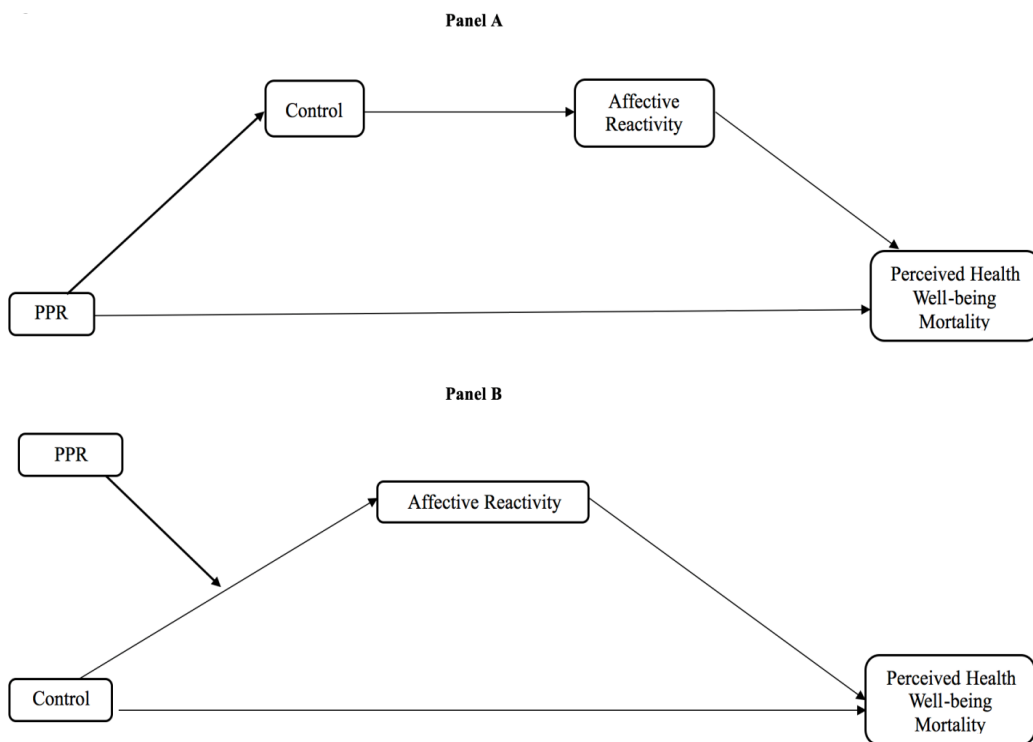 Panel A
Control
Affective
Reactivity
PPR
Perceived Health
Well-being
Mortality
Panel B
PPR
Affective Reactivity
Control
Perceived Health
Well-being
Mortality